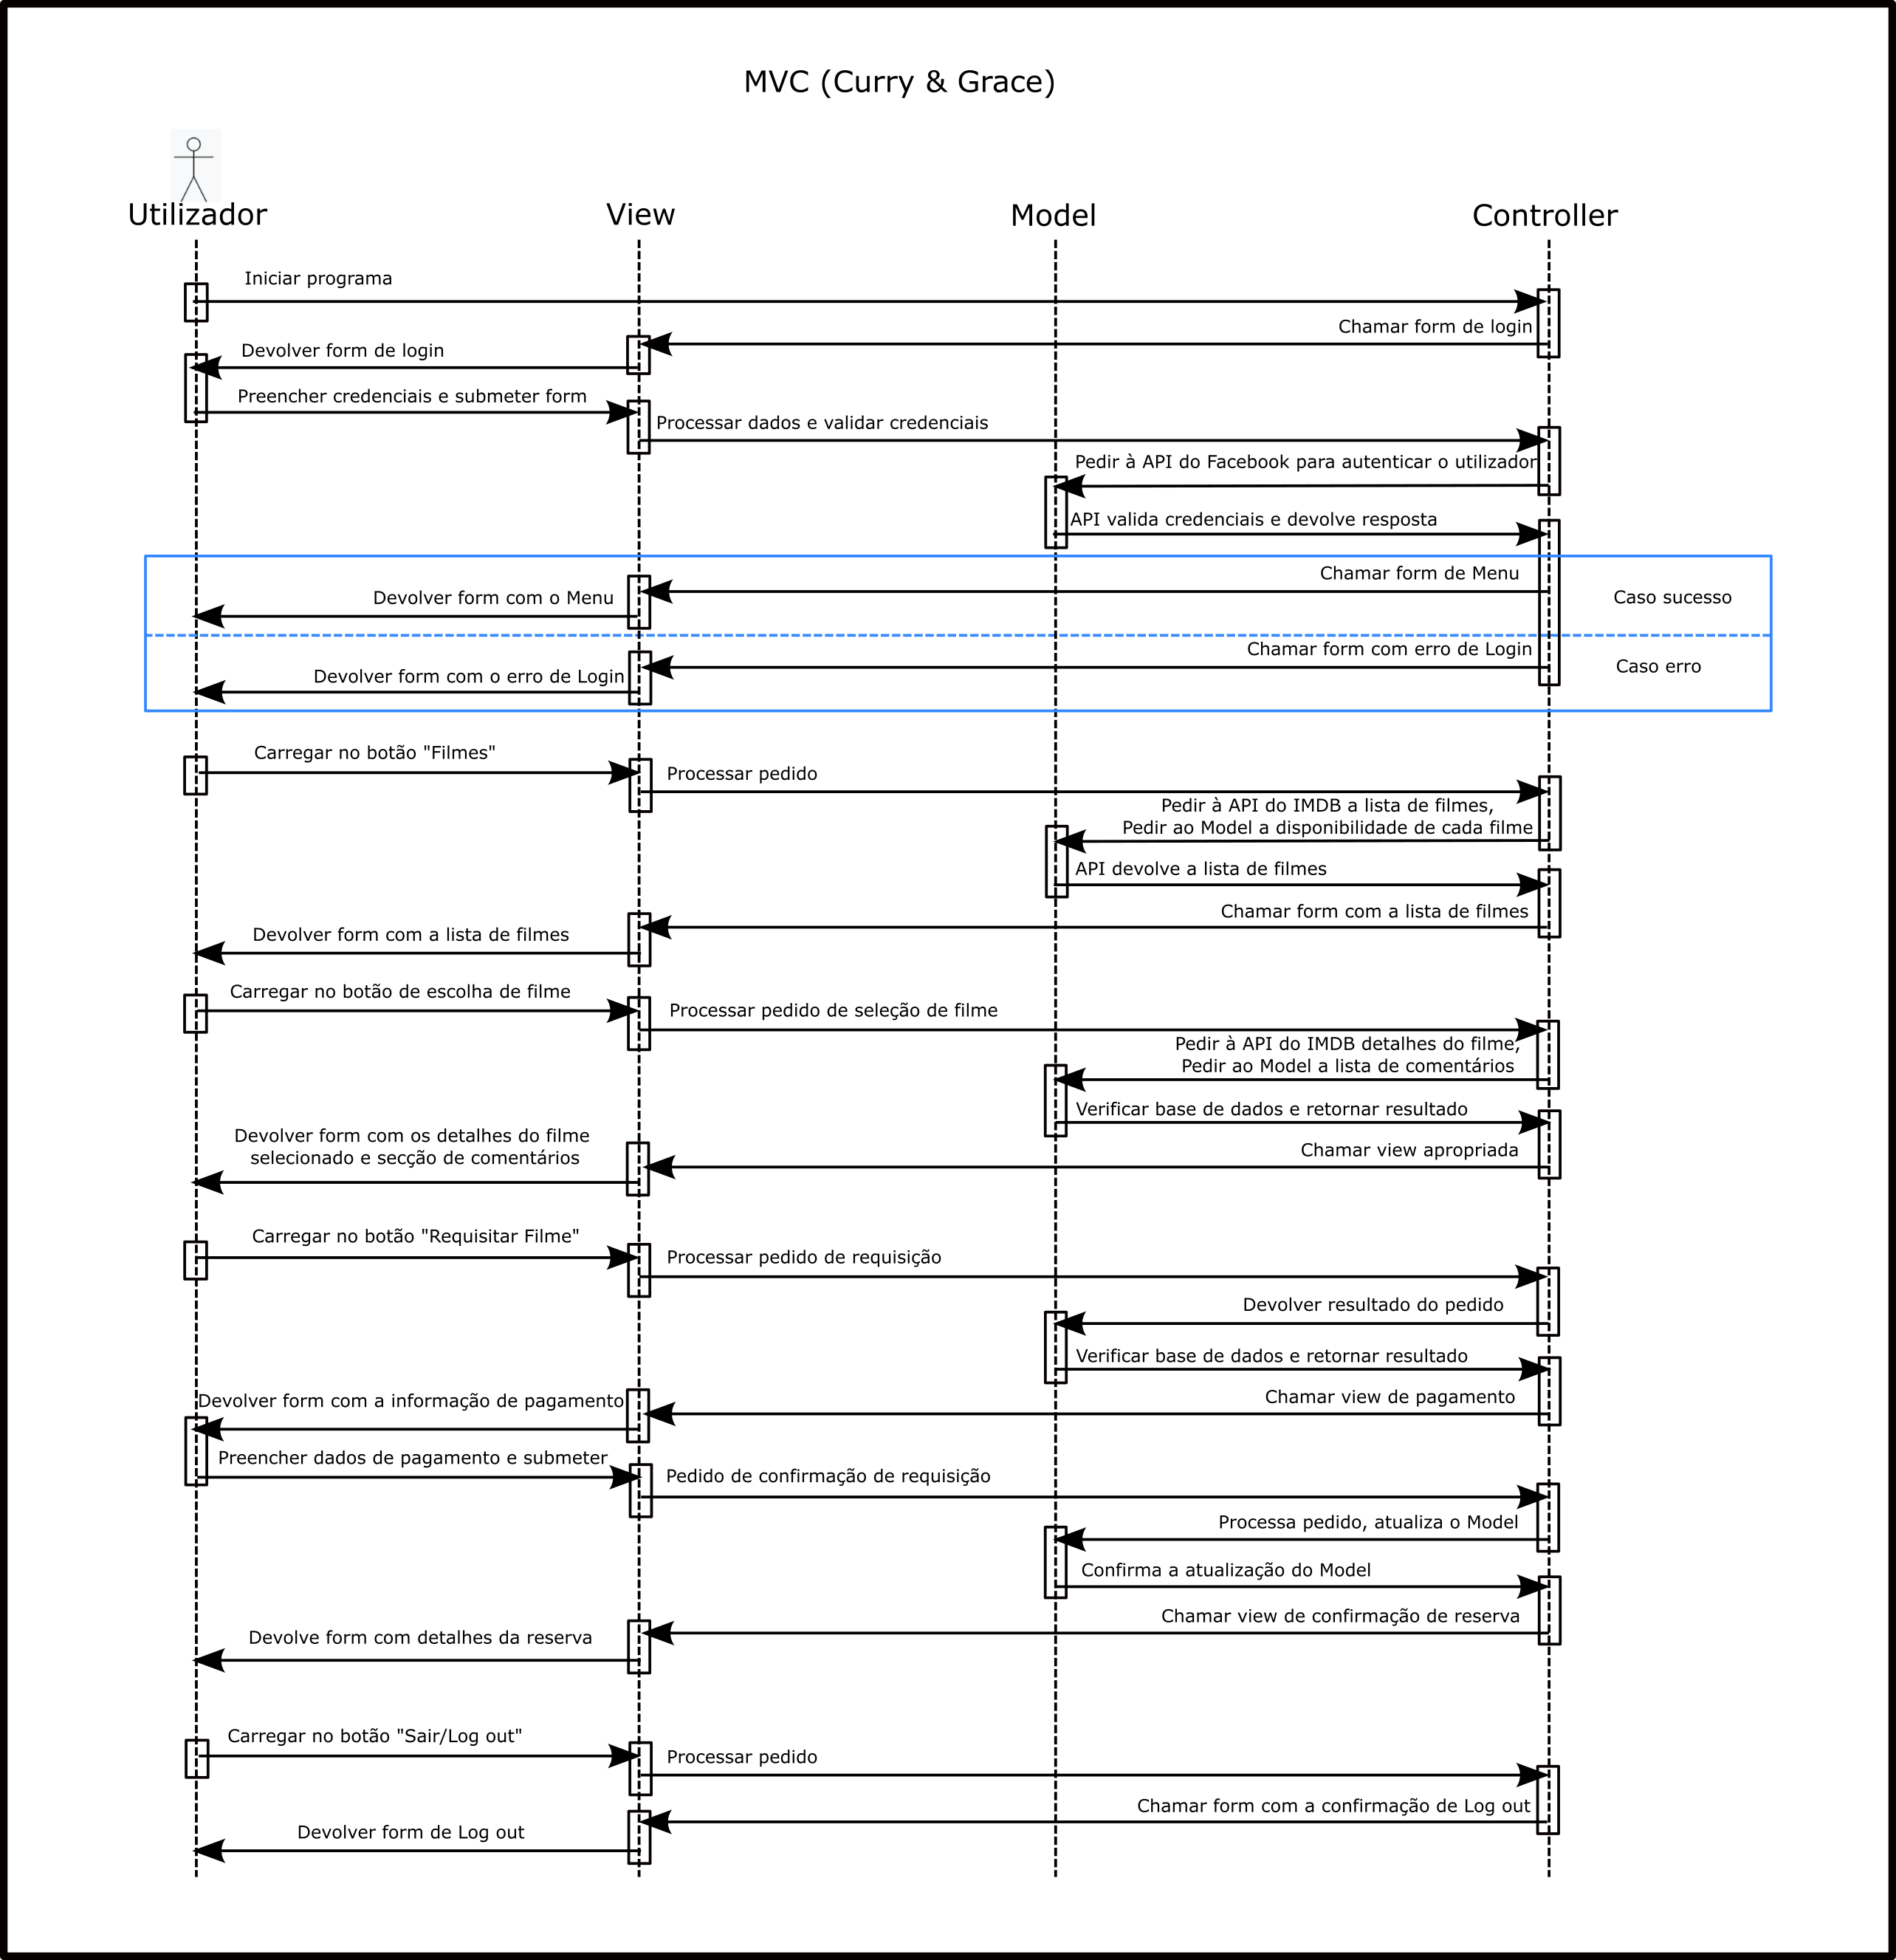 MVC (Curry & Grace)
Utilizador
View
Model
Controller
Iniciar programa
Chamar form de login
Devolver form de login
Preencher credenciais e submeter form
Processar dados e validar credenciais
Pedir à API do Facebook para autenticar o utilizador
API valida credenciais e devolve resposta
Chamar form de Menu
Caso sucesso
Devolver form com o Menu
Chamar form com erro de Login
Caso erro
Devolver form com o erro de Login
Carregar no botão "Filmes"
Processar pedido
Pedir à API do IMDB a lista de filmes,
Pedir ao Model a disponibilidade de cada filme
API devolve a lista de filmes
Chamar form com a lista de filmes
Devolver form com a lista de filmes
Carregar no botão de escolha de filme
Processar pedido de seleção de filme
Pedir à API do IMDB detalhes do filme,
Pedir ao Model a lista de comentários
Verificar base de dados e retornar resultado
Chamar view apropriada
Devolver form com os detalhes do filme
selecionado e secção de comentários
Carregar no botão "Requisitar Filme"
Processar pedido de requisição
Devolver resultado do pedido
Verificar base de dados e retornar resultado
Chamar view de pagamento
Devolver form com a informação de pagamento
Preencher dados de pagamento e submeter
Pedido de confirmação de requisição
Processa pedido, atualiza o Model
Confirma a atualização do Model
Chamar view de confirmação de reserva
Devolve form com detalhes da reserva
Carregar no botão "Sair/Log out"
Processar pedido
Chamar form com a confirmação de Log out
Devolver form de Log out